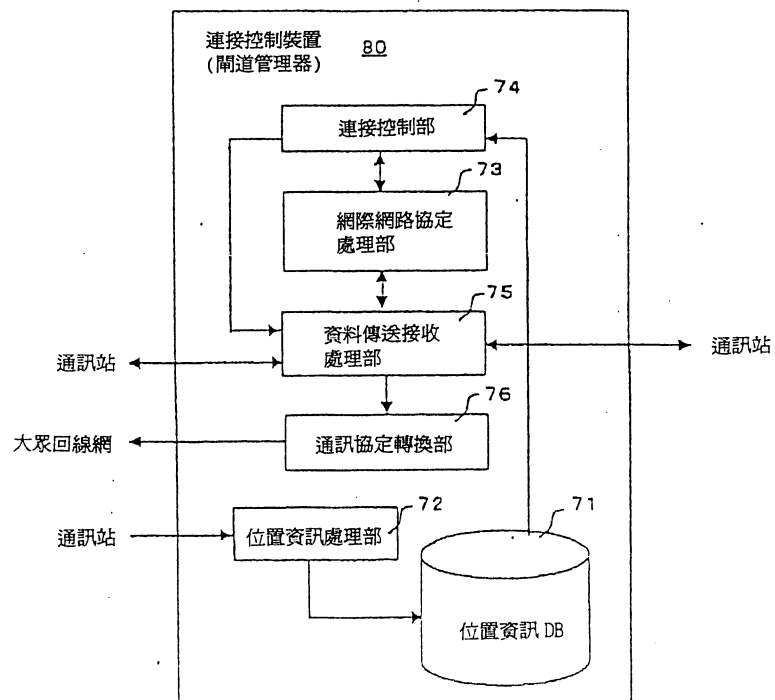 連接控制裝置 80
(閘道管理器)
74
連接控制部
73
網際網路協定
處理部
75
資料傳送接收
處理部
通訊站
通訊站
76
大眾回線網
通訊協定轉換部
72
71
通訊站
位置資訊處理部
位置資訊 DB